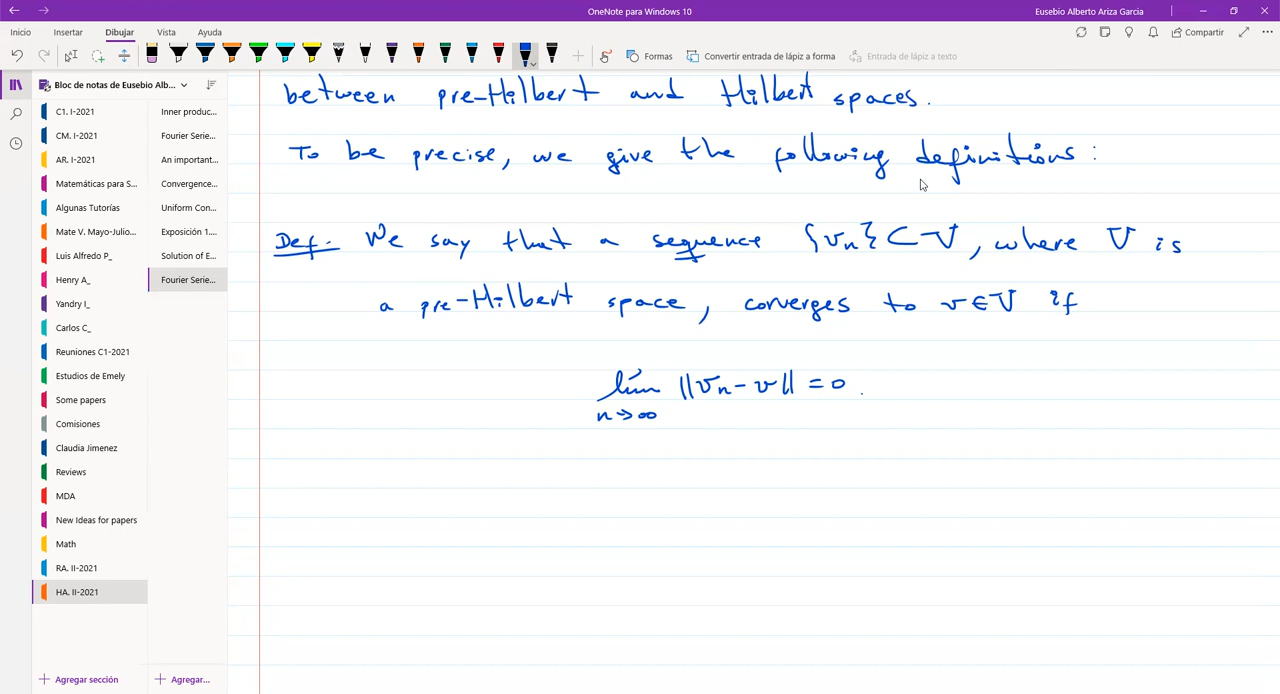 OneNote para Windows 10
Eusebio Alberto Ariza Garcia
Inicio Insertar Dibujar Vista Ayuda
Compartir
Formas
Convertir entrada de lápiz a forma
Entrada de lápiz a texto
Bloc de notas de Eusebio Alb...
C1. I-2021
CM. I-2021
AR. I-2021
Matemáticas para S...
Algunas Tutorías
Mate V. Mayo-Julio...
Luis Alfredo P_
Henry A_
Yandry I_
Carlos C_
Reuniones C1-2021
Estudios de Emely
Some papers
Comisiones
Claudia Jimenez
Reviews
MDA
New Ideas for papers
Math
RA. II-2021
HA. II-2021
Agregar sección
Inner produc...
Fourier Serie...
An important...
Convergence...
Uniform Con...
Exposición 1...
Solution of E...
Fourier Serie...
Agregar...
between pre-Hilbert and Hilbert spaces.
To be precise, we give the following definitions:
Def. We say that a sequence {vₙ} ⊂ V, where V is
a pre-Hilbert space, converges to v ∈ V if
lím ‖vₙ - v‖ = 0.
n→∞